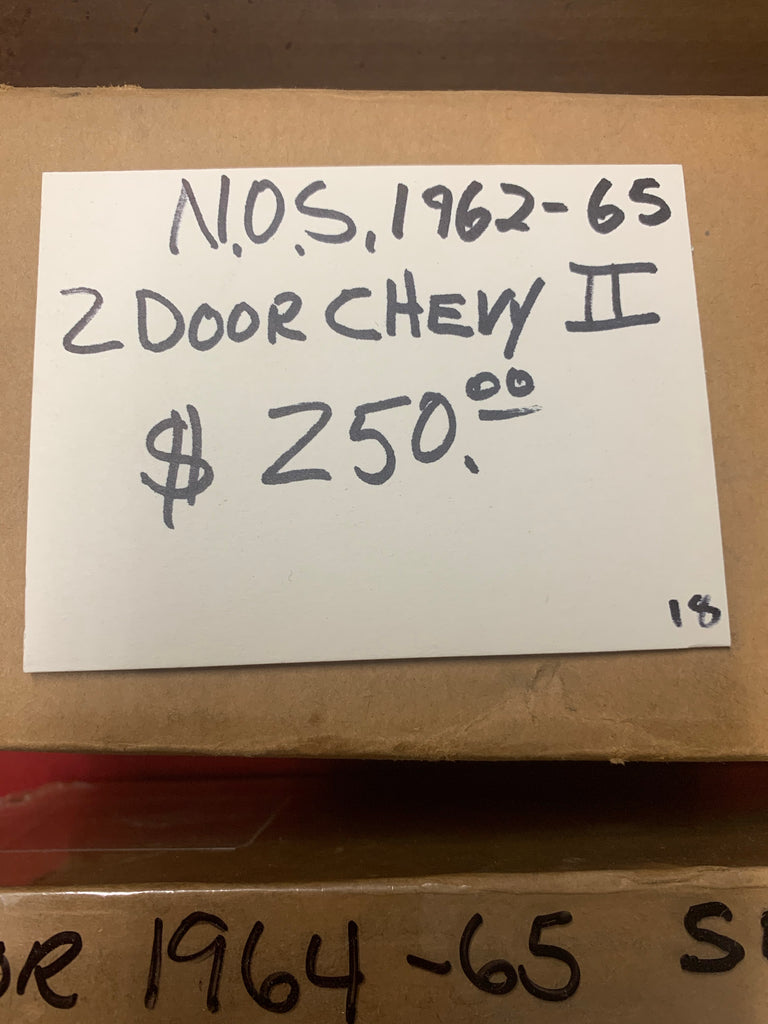 N.O.S. 1962-65
2 DOOR CHEVY II
$ 250.00
18
1964-65